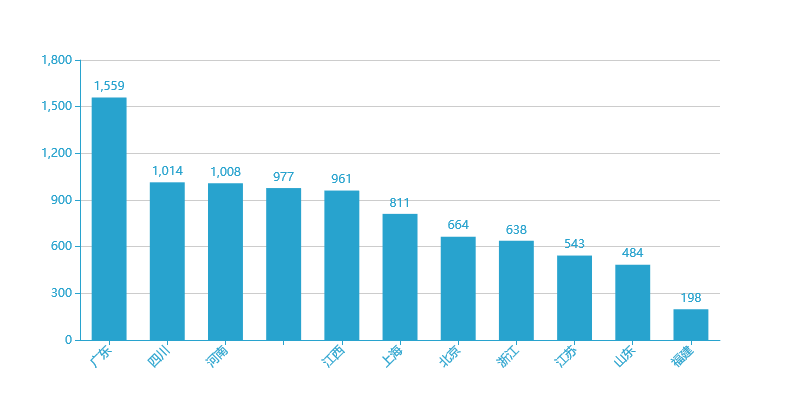 1,800
1,500
1,200
900
600
300
0
1,559
1,014
1,008
977
961
811
664
638
543
484
198
广东
四川
河南
江西
上海
北京
浙江
江苏
山东
福建